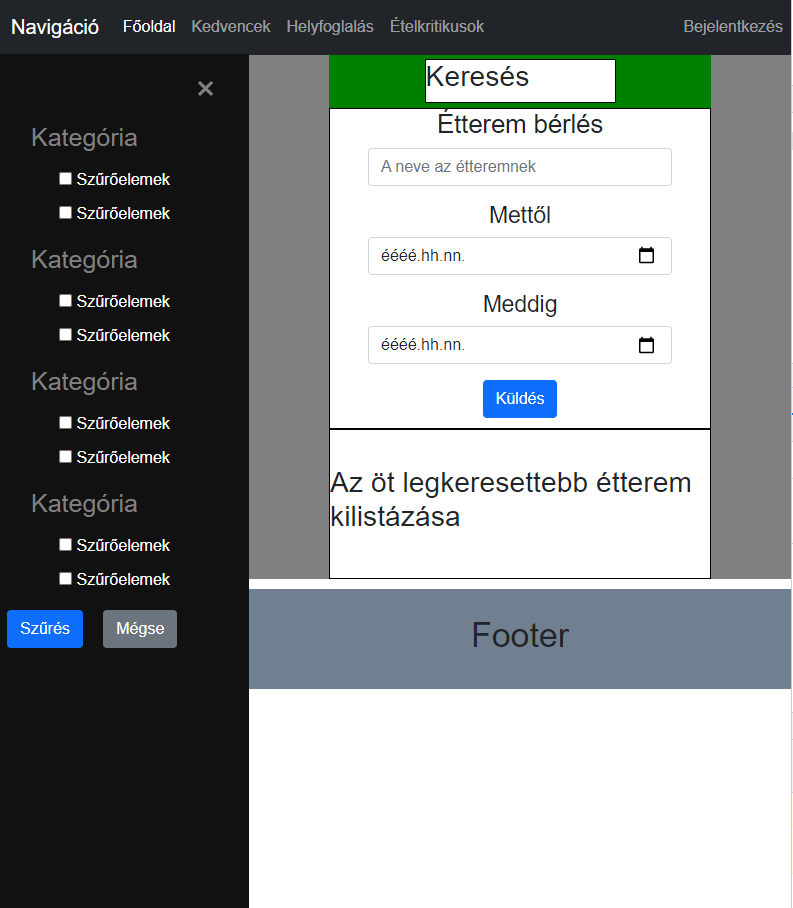 Navigáció Főoldal Kedvencek Helyfoglalás Ételkritikusok Bejelentkezés
×
Kategória
Szűrőelemek
Szűrőelemek
Kategória
Szűrőelemek
Szűrőelemek
Kategória
Szűrőelemek
Szűrőelemek
Kategória
Szűrőelemek
Szűrőelemek
Szűrés Mégse
Keresés
Étterem bérlés
A neve az étteremnek
Mettől
éééé.hh.nn.
Meddig
éééé.hh.nn.
Küldés
Az öt legkeresettebb étterem
kilistázása
Footer